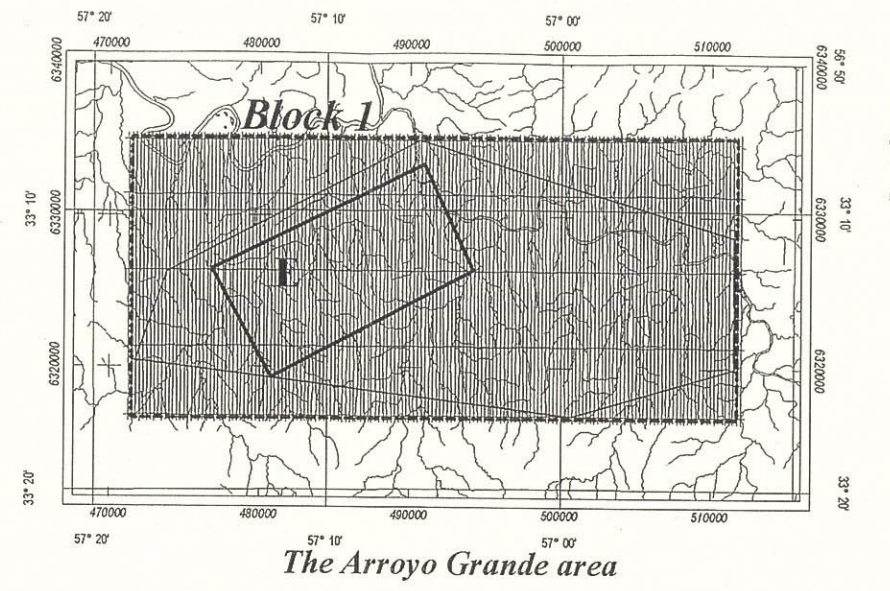 57° 20' 57° 10' 57° 00'
470000 480000 490000 500000 510000
6340000 6340000 56° 50'
Block 1
33° 10' 6330000 6330000 33° 10'
E
6320000 6320000
33° 20' 33° 20'
470000 480000 490000 500000 510000
57° 20' 57° 10' 57° 00'
The Arroyo Grande area